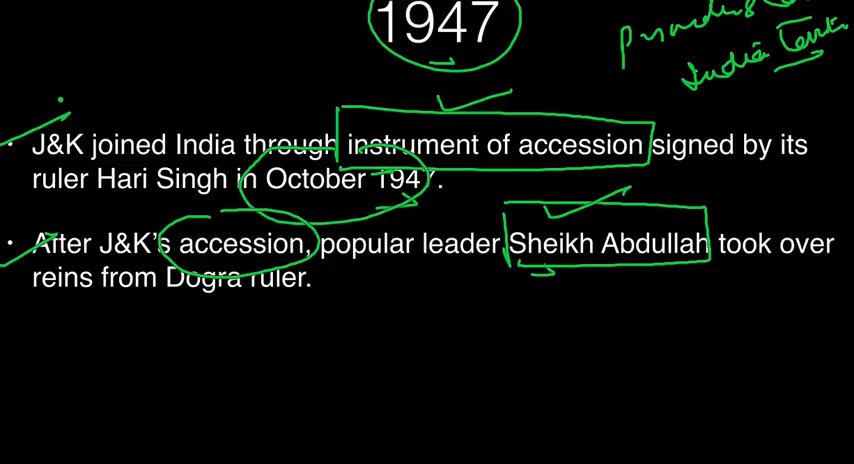 1947
India
• J&K joined India through instrument of accession signed by its
ruler Hari Singh in October 1947.
• After J&K's accession, popular leader Sheikh Abdullah took over
reins from Dogra ruler.